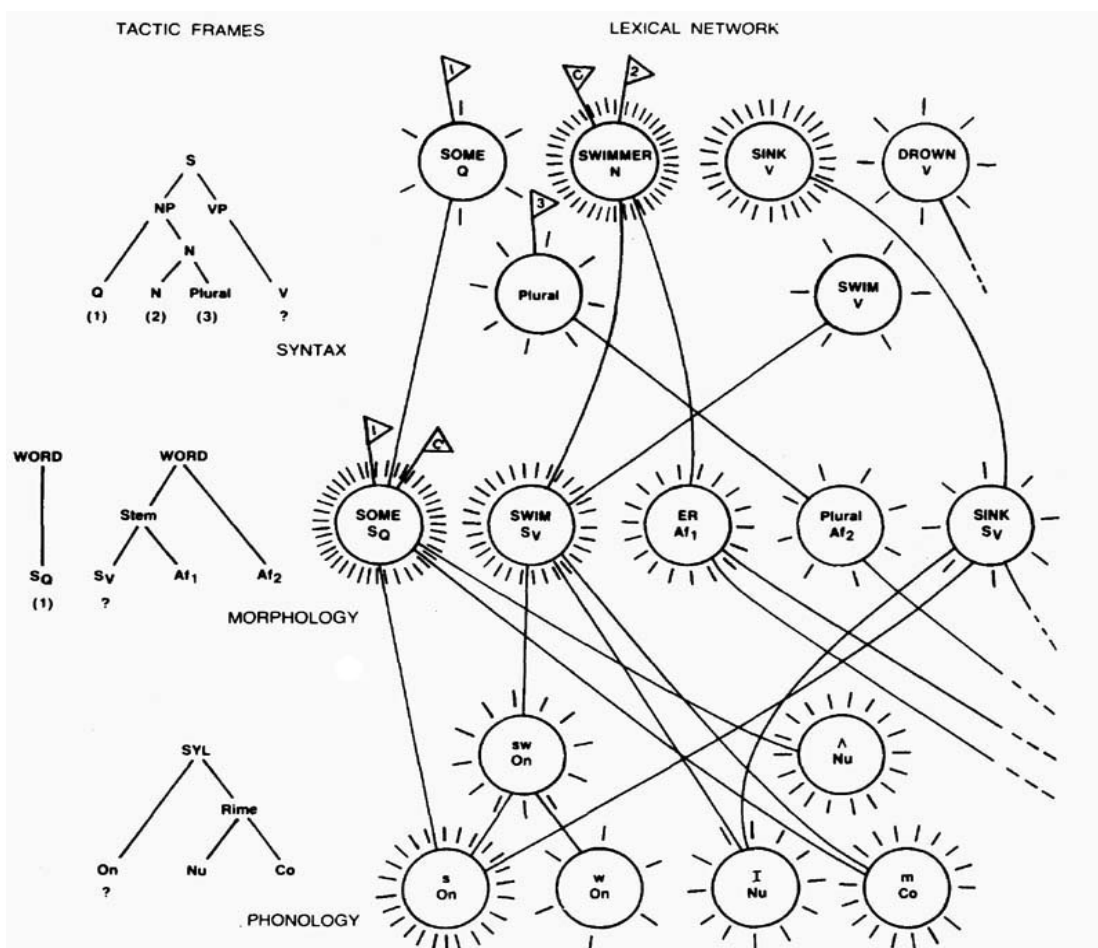 TACTIC FRAMES
LEXICAL NETWORK
1
C
2
SOME
Q
SWIMMER
N
SINK
V
DROWN
V
S
NP VP
N
Q N Plural V
(1) (2) (3) ?
SYNTAX
3
Plural
SWIM
V
1
C
WORD WORD
Stem
SQ SV Af1 Af2
(1) ?
MORPHOLOGY
SOME
SQ
SWIM
SV
ER
Af1
Plural
Af2
SINK
SV
SYL
Rime
On Nu Co
?
PHONOLOGY
sw
On
Λ
Nu
s
On
w
On
I
Nu
m
Co